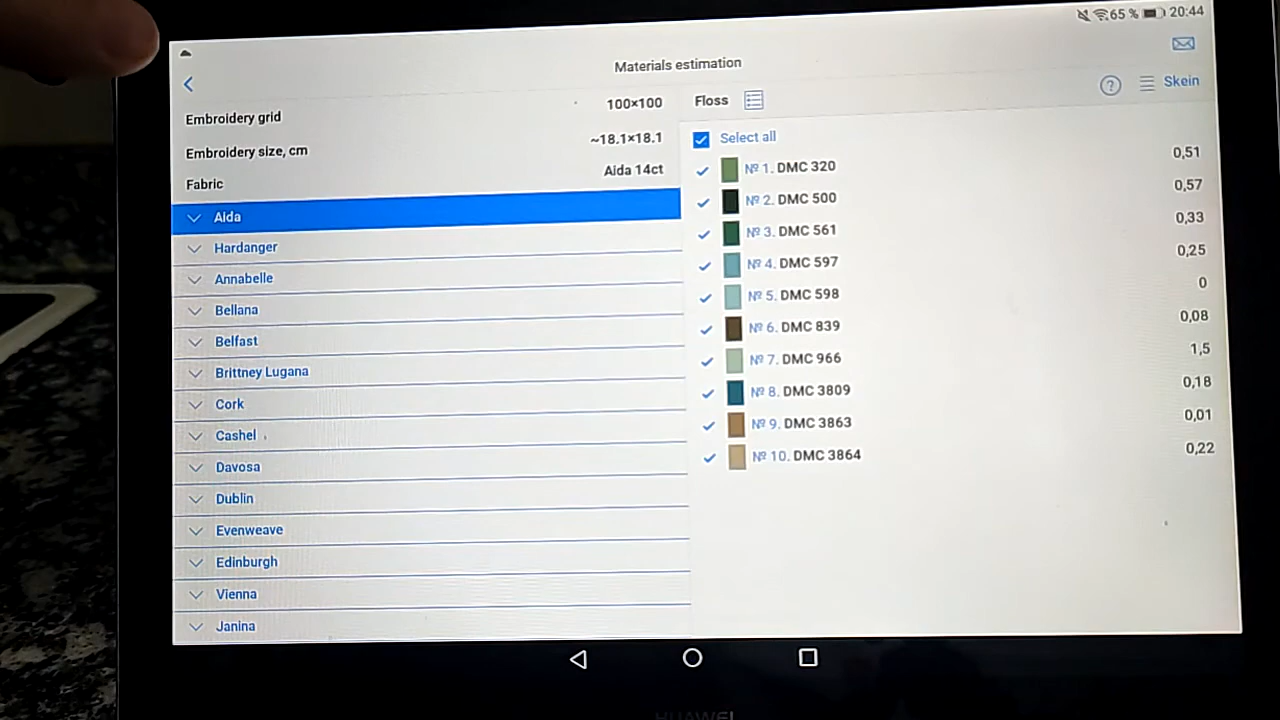 65 % 20:44
Materials estimation
Embroidery grid 100×100
Embroidery size, cm ~18.1×18.1
Fabric Aida 14ct
Aida
Hardanger
Annabelle
Bellana
Belfast
Brittney Lugana
Cork
Cashel
Davosa
Dublin
Evenweave
Edinburgh
Vienna
Janina
Floss ? Skein
Select all
№ 1. DMC 320 0,51
№ 2. DMC 500 0,57
№ 3. DMC 561 0,33
№ 4. DMC 597 0,25
№ 5. DMC 598 0
№ 6. DMC 839 0,08
№ 7. DMC 966 1,5
№ 8. DMC 3809 0,18
№ 9. DMC 3863 0,01
№ 10. DMC 3864 0,22
HUAWEI